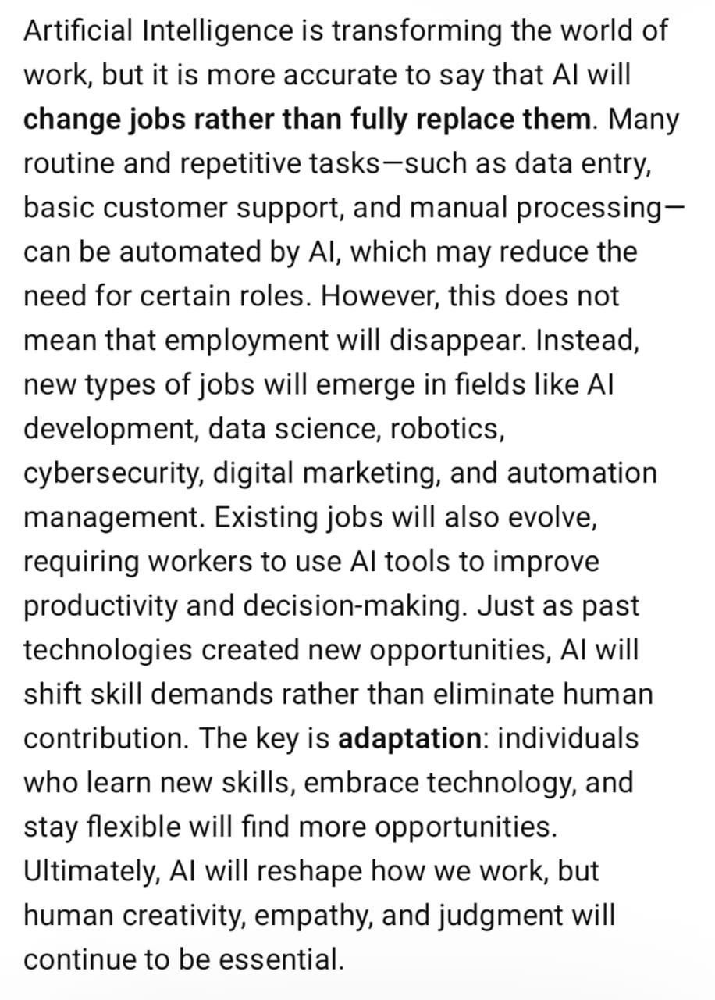 Artificial Intelligence is transforming the world of
work, but it is more accurate to say that AI will
change jobs rather than fully replace them. Many
routine and repetitive tasks—such as data entry,
basic customer support, and manual processing—
can be automated by AI, which may reduce the
need for certain roles. However, this does not
mean that employment will disappear. Instead,
new types of jobs will emerge in fields like AI
development, data science, robotics,
cybersecurity, digital marketing, and automation
management. Existing jobs will also evolve,
requiring workers to use AI tools to improve
productivity and decision-making. Just as past
technologies created new opportunities, AI will
shift skill demands rather than eliminate human
contribution. The key is adaptation: individuals
who learn new skills, embrace technology, and
stay flexible will find more opportunities.
Ultimately, AI will reshape how we work, but
human creativity, empathy, and judgment will
continue to be essential.